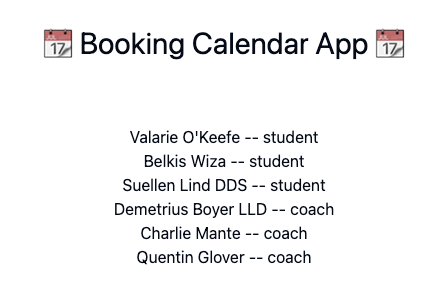 📅 Booking Calendar App 📅
Valarie O'Keefe -- student
Belkis Wiza -- student
Suellen Lind DDS -- student
Demetrius Boyer LLD -- coach
Charlie Mante -- coach
Quentin Glover -- coach